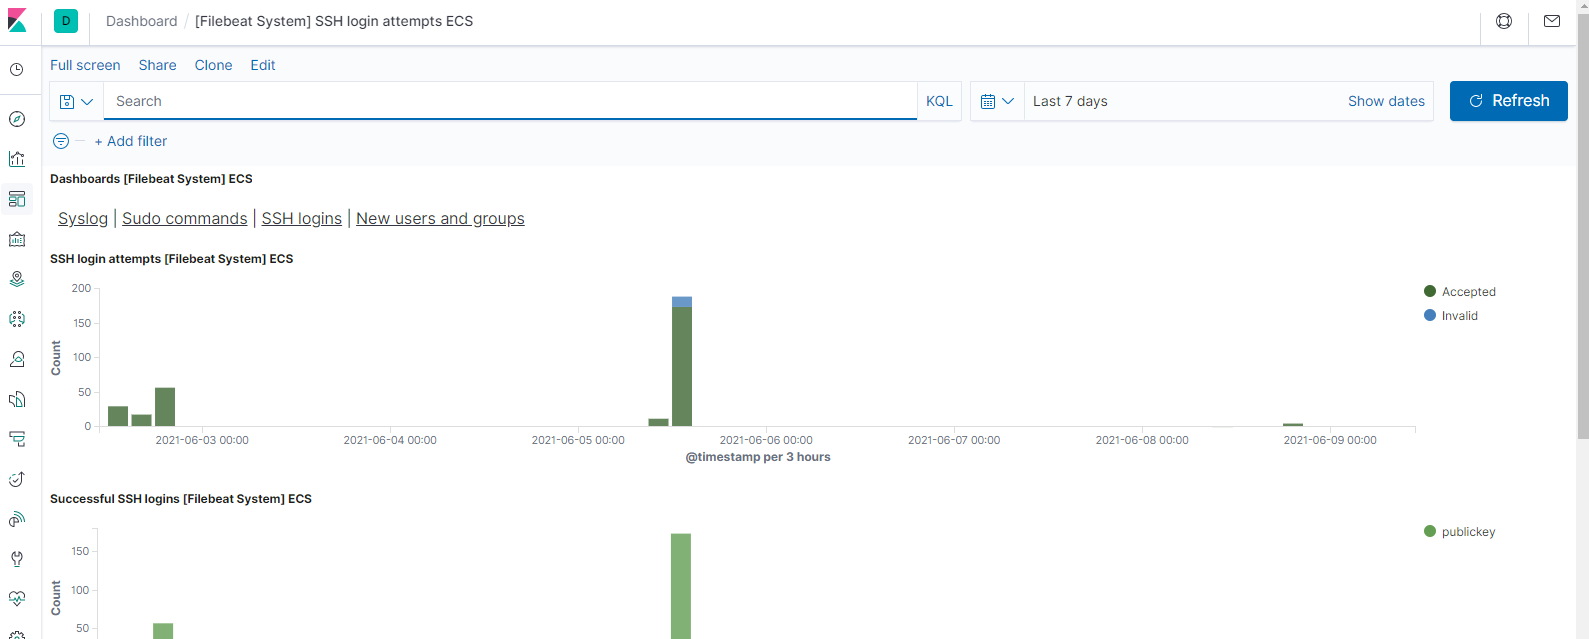 D Dashboard / [Filebeat System] SSH login attempts ECS
Full screen Share Clone Edit
Search KQL Last 7 days Show dates Refresh
+ Add filter
Dashboards [Filebeat System] ECS
Syslog | Sudo commands | SSH logins | New users and groups
SSH login attempts [Filebeat System] ECS
200
150
100
50
0
Count
2021-06-03 00:00 2021-06-04 00:00 2021-06-05 00:00 2021-06-06 00:00 2021-06-07 00:00 2021-06-08 00:00 2021-06-09 00:00
@timestamp per 3 hours
Accepted
Invalid
Successful SSH logins [Filebeat System] ECS
150
100
50
Count
publickey